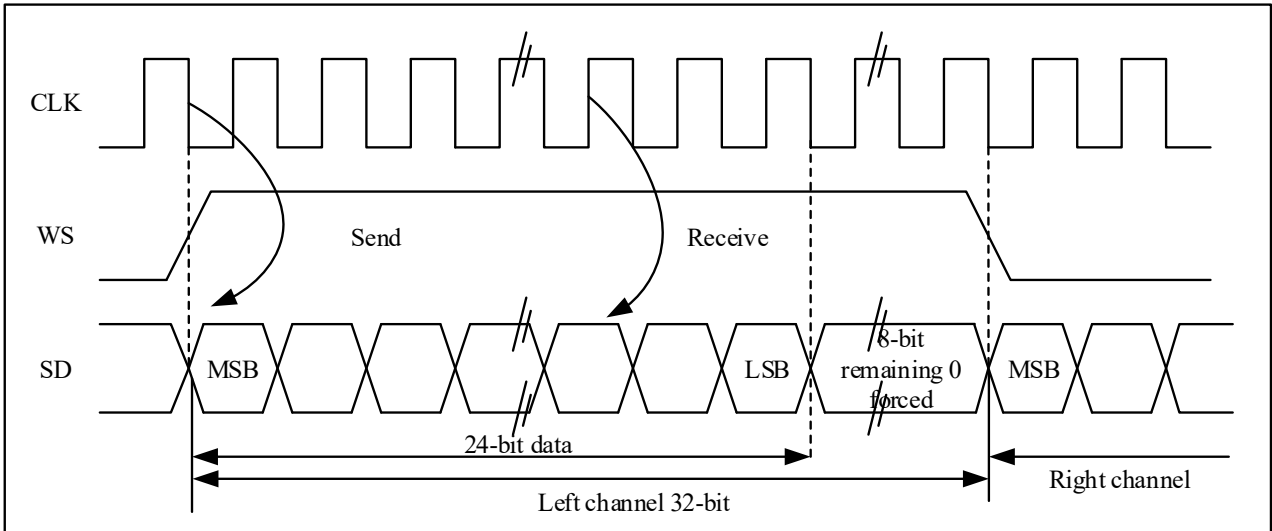 CLK
WS
Send
Receive
SD
MSB
LSB
8-bit
remaining 0
forced
MSB
24-bit data
Left channel 32-bit
Right channel